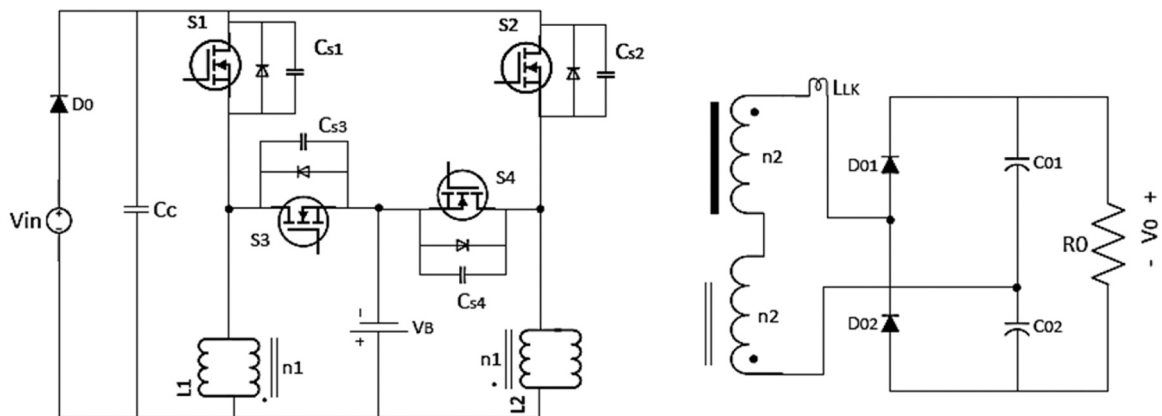 S1
Cs1
S2
Cs2
D0
Cs3
S4
Vin
Cc
S3
Cs4
−
VB
+
L1
n1
n1
L2
LLK
n2
D01
C01
R0
- V0 +
n2
D02
C02